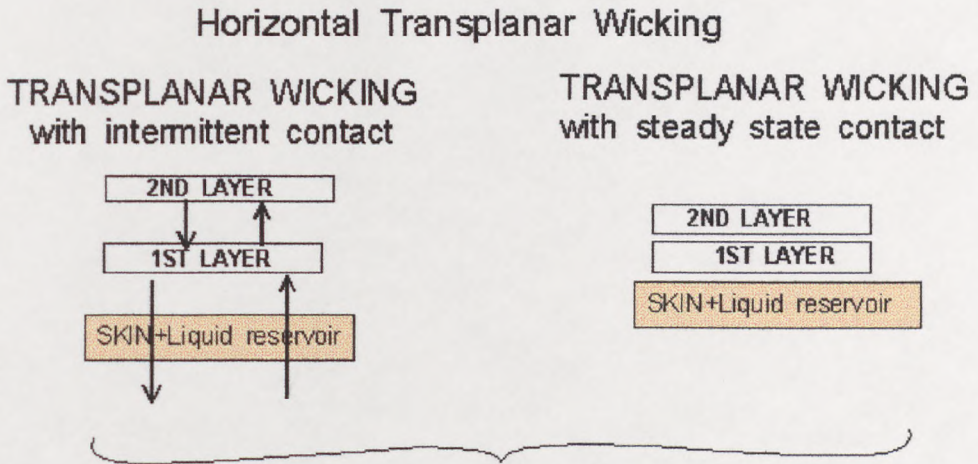 Horizontal Transplanar Wicking
TRANSPLANAR WICKING
with intermittent contact
2ND LAYER
1ST LAYER
SKIN+Liquid reservoir
TRANSPLANAR WICKING
with steady state contact
2ND LAYER
1ST LAYER
SKIN+Liquid reservoir